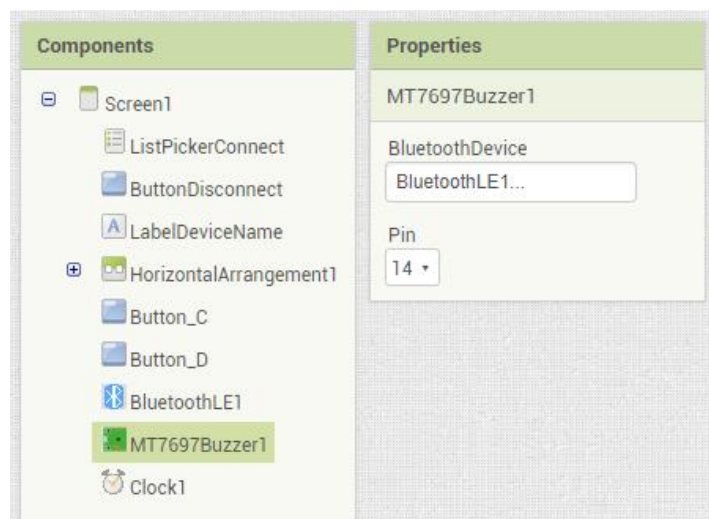 Components
Screen1
ListPickerConnect
ButtonDisconnect
A LabelDeviceName
HorizontalArrangement1
Button_C
Button_D
BluetoothLE1
MT7697Buzzer1
Clock1
Properties
MT7697Buzzer1
BluetoothDevice
BluetoothLE1...
Pin
14